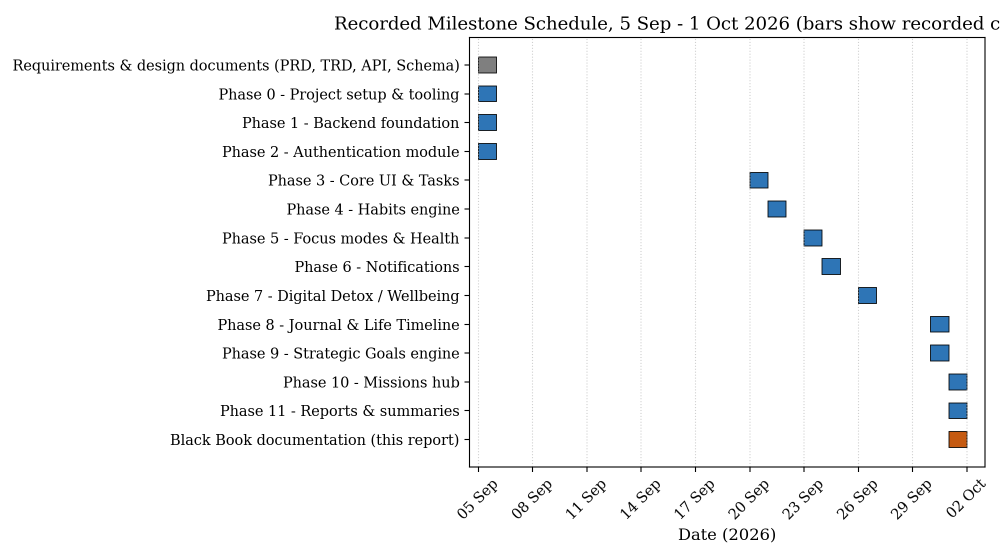 Recorded Milestone Schedule, 5 Sep - 1 Oct 2026 (bars show recorded c
Requirements & design documents (PRD, TRD, API, Schema)
Phase 0 - Project setup & tooling
Phase 1 - Backend foundation
Phase 2 - Authentication module
Phase 3 - Core UI & Tasks
Phase 4 - Habits engine
Phase 5 - Focus modes & Health
Phase 6 - Notifications
Phase 7 - Digital Detox / Wellbeing
Phase 8 - Journal & Life Timeline
Phase 9 - Strategic Goals engine
Phase 10 - Missions hub
Phase 11 - Reports & summaries
Black Book documentation (this report)
05 Sep
08 Sep
11 Sep
14 Sep
17 Sep
20 Sep
23 Sep
26 Sep
29 Sep
02 Oct
Date (2026)